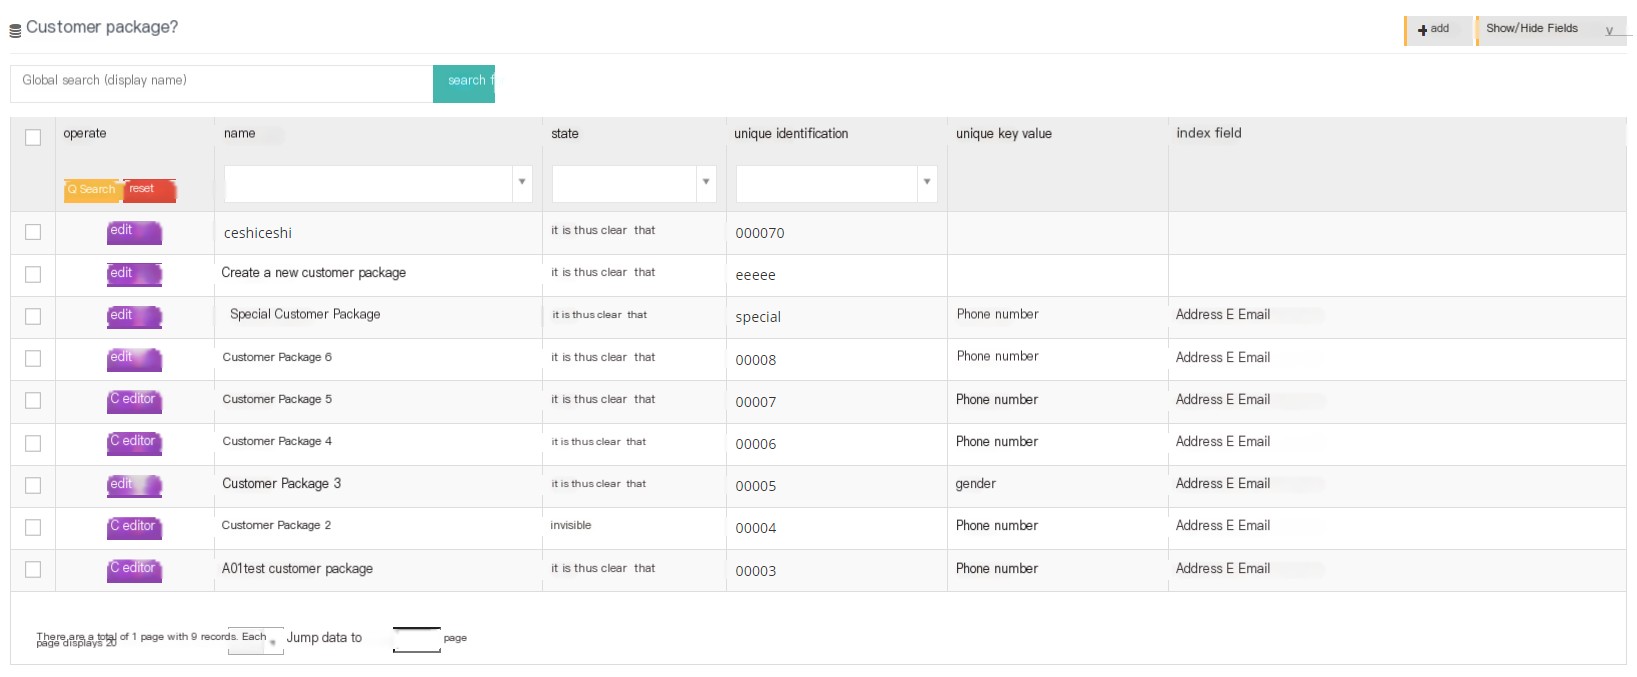 Customer package?
+ add
Show/Hide Fields
Global search (display name)
search
operate name state unique identification unique key value index field
Q Search reset
edit ceshiceshi it is thus clear that 000070
edit Create a new customer package it is thus clear that eeeee
edit Special Customer Package it is thus clear that special Phone number Address E Email
edit Customer Package 6 it is thus clear that 00008 Phone number Address E Email
C editor Customer Package 5 it is thus clear that 00007 Phone number Address E Email
C editor Customer Package 4 it is thus clear that 00006 Phone number Address E Email
edit Customer Package 3 it is thus clear that 00005 gender Address E Email
C editor Customer Package 2 invisible 00004 Phone number Address E Email
C editor A01test customer package it is thus clear that 00003 Phone number Address E Email
There are a total of 1 page with 9 records. Each
page displays 20
Jump data to page